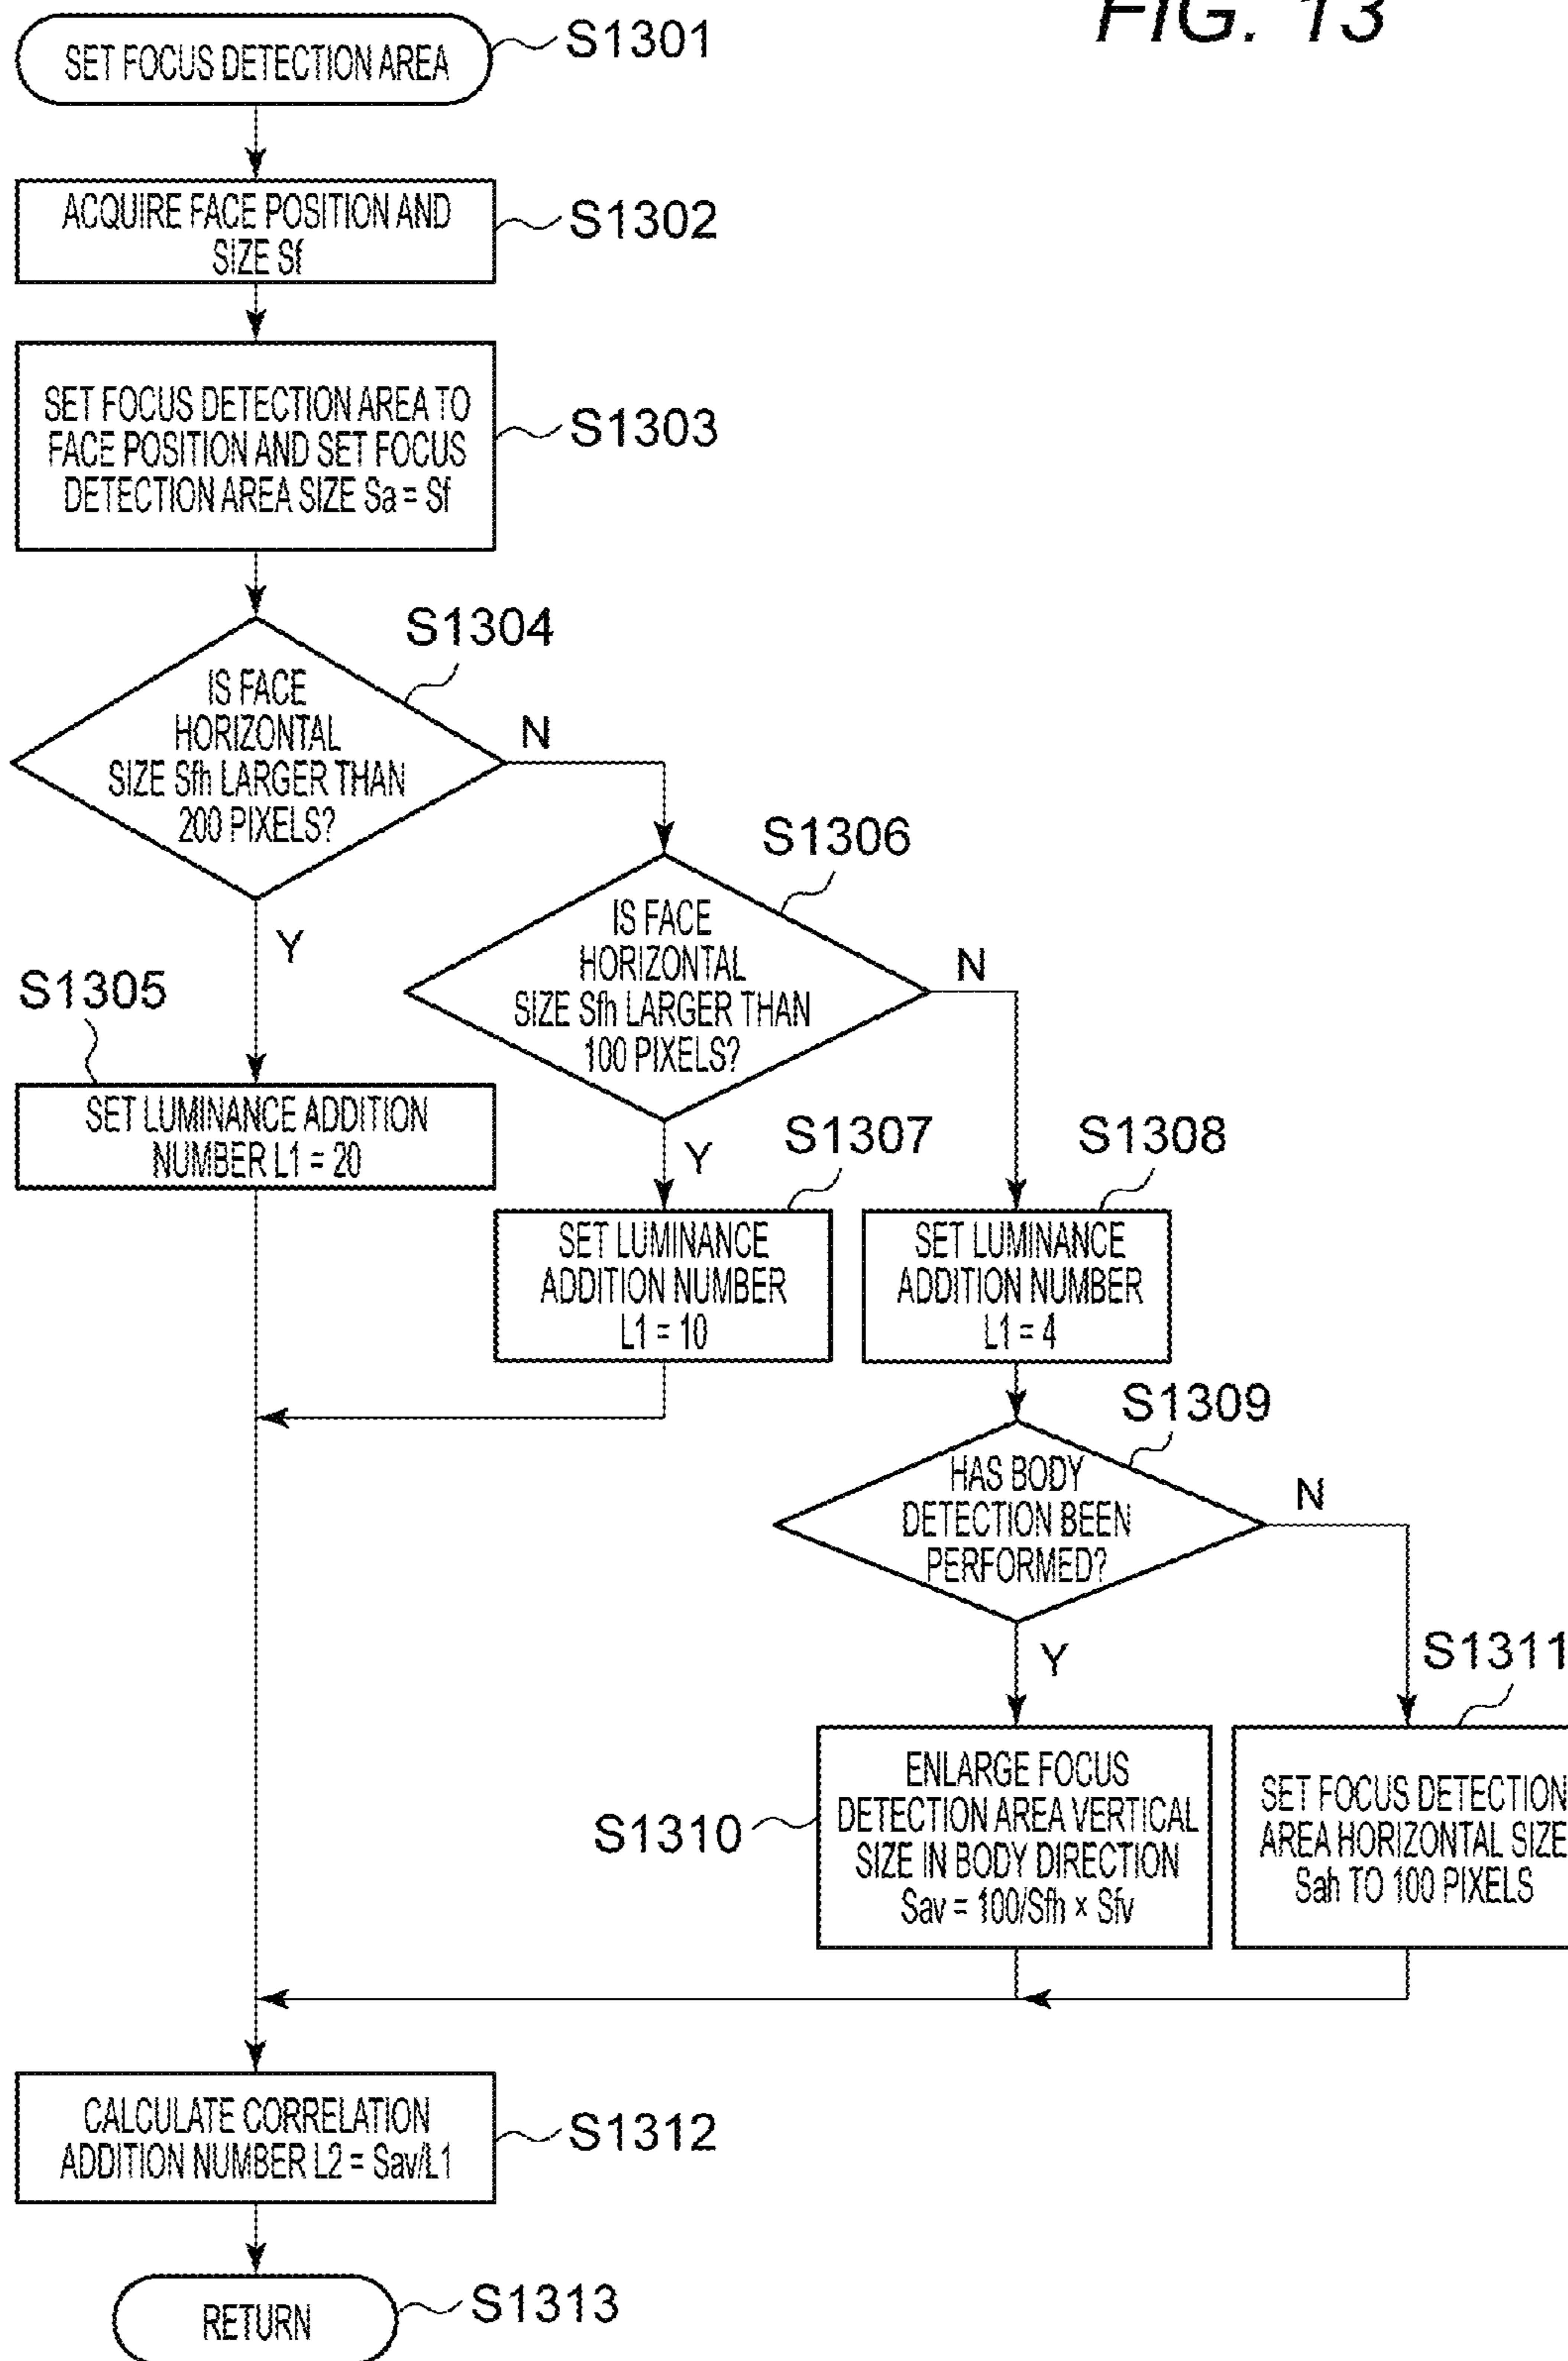 FIG. 13
SET FOCUS DETECTION AREA
S1301
ACQUIRE FACE POSITION AND
SIZE Sf
S1302
SET FOCUS DETECTION AREA TO
FACE POSITION AND SET FOCUS
DETECTION AREA SIZE Sa = Sf
S1303
S1304
IS FACE
HORIZONTAL
SIZE Sfh LARGER THAN
200 PIXELS?
N
Y
S1306
IS FACE
HORIZONTAL
SIZE Sfh LARGER THAN
100 PIXELS?
N
Y
S1305
SET LUMINANCE ADDITION
NUMBER L1 = 20
S1307
SET LUMINANCE
ADDITION NUMBER
L1 = 10
S1308
SET LUMINANCE
ADDITION NUMBER
L1 = 4
S1309
HAS BODY
DETECTION BEEN
PERFORMED?
N
Y
S1310
ENLARGE FOCUS
DETECTION AREA VERTICAL
SIZE IN BODY DIRECTION
Sav = 100/Sfh × Sfv
S1311
SET FOCUS DETECTION
AREA HORIZONTAL SIZE
Sah TO 100 PIXELS
CALCULATE CORRELATION
ADDITION NUMBER L2 = Sav/L1
S1312
RETURN
S1313